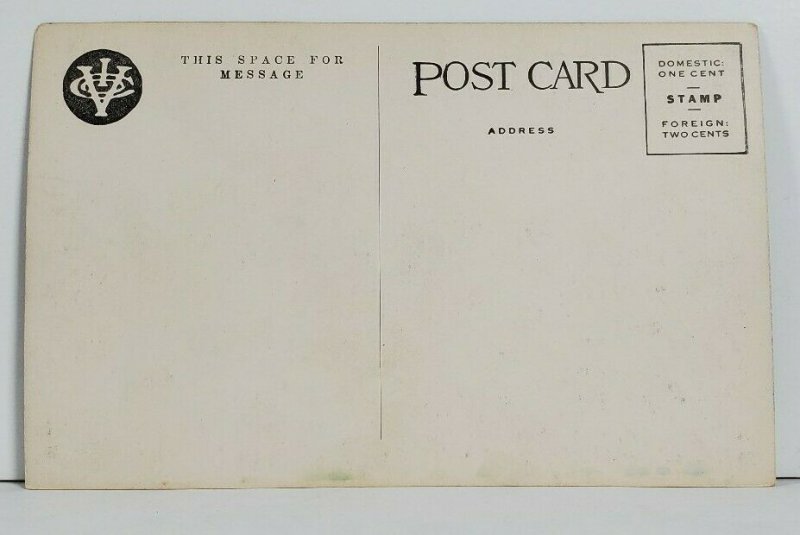 THIS SPACE FOR
MESSAGE
POST CARD
ADDRESS
DOMESTIC:
ONE CENT
STAMP
FOREIGN:
TWO CENTS